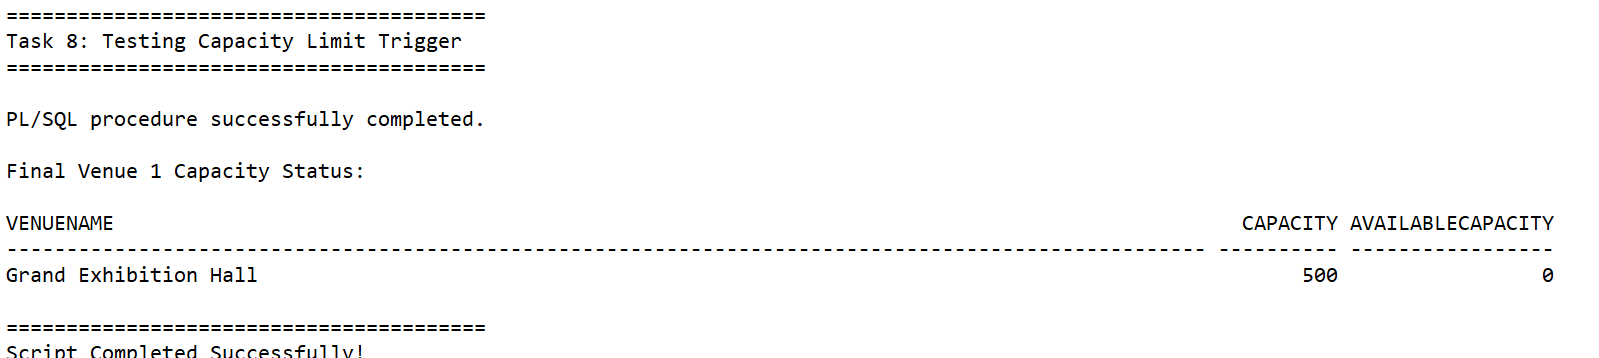 ========================================
Task 8: Testing Capacity Limit Trigger
========================================
PL/SQL procedure successfully completed.
Final Venue 1 Capacity Status:
VENUENAME CAPACITY AVAILABLECAPACITY
---------------------------------------------------------------------------------------------------- ---------- -----------------
Grand Exhibition Hall 500 0
========================================
Script Completed Successfully!